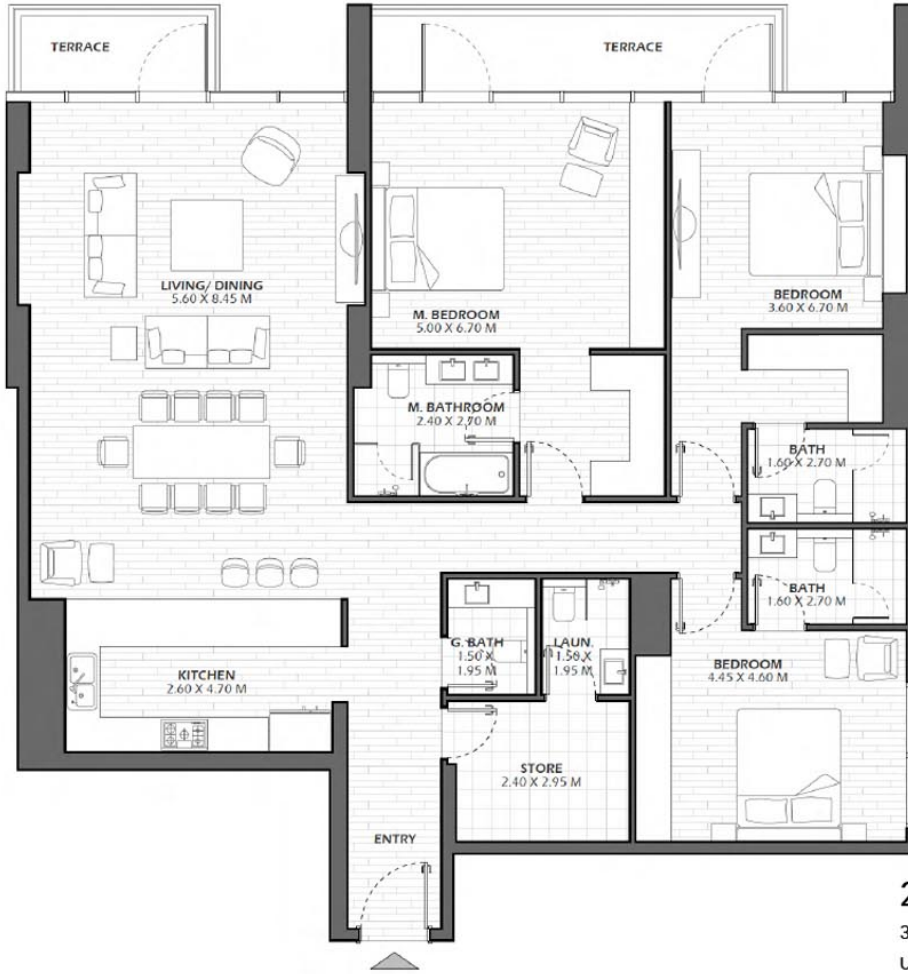 TERRACE
TERRACE
LIVING/ DINING
5.60 X 8.45 M
M. BEDROOM
5.00 X 6.70 M
BEDROOM
3.60 X 6.70 M
M. BATHROOM
2.40 X 2.70 M
BATH
1.60 X 2.70 M
BATH
1.60 X 2.70 M
G. BATH
1.50 X
1.95 M
LAUN.
1.50 X
1.95 M
BEDROOM
4.45 X 4.60 M
KITCHEN
2.60 X 4.70 M
STORE
2.40 X 2.95 M
ENTRY
2
3
U